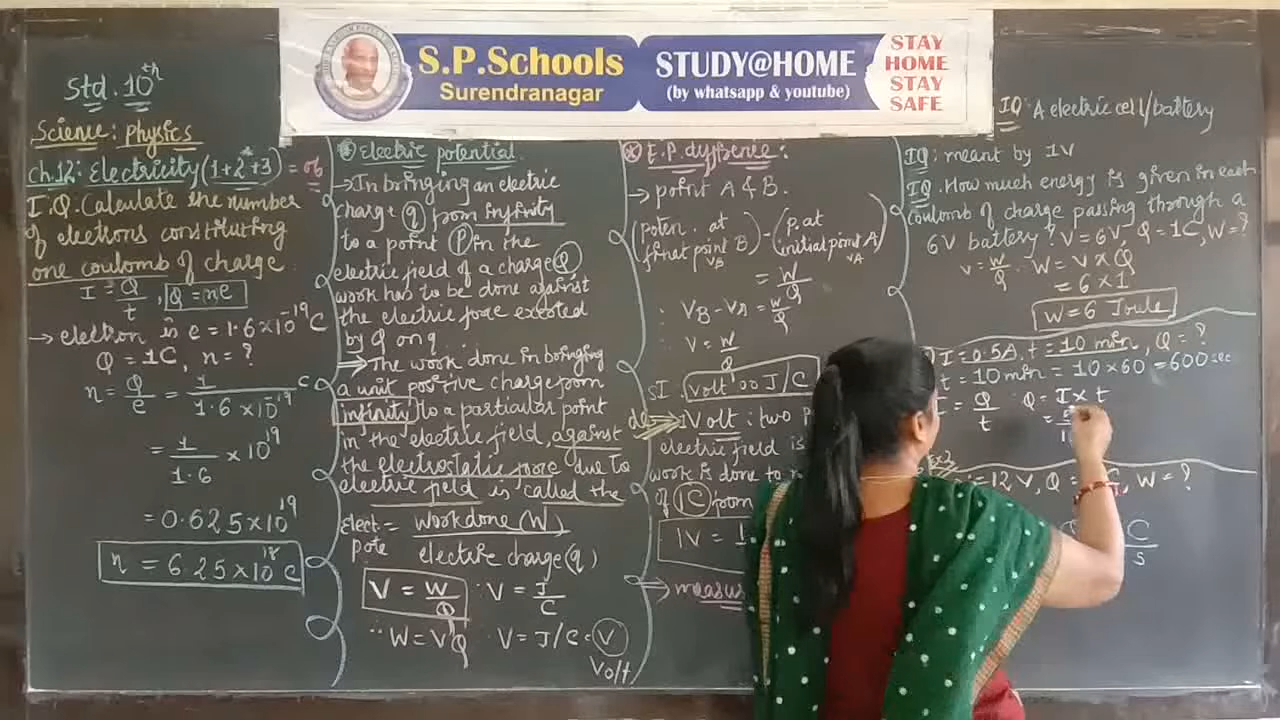 S.P.Schools
Surendranagar
STUDY@HOME
(by whatsapp & youtube)
STAY
HOME
STAY
SAFE
Std. 10th
Science: Physics
ch.12: Electricity (1+2+3) = 06
I.Q. Calculate the number
of electrons constituting
one coulomb of charge
I = Q/t , Q = ne
→ electron is e = 1.6×10⁻¹⁹ C
Q = 1C, n = ?
n = Q/e = 1/1.6×10⁻¹⁹ C
= 1/1.6 × 10¹⁹
= 0.625×10¹⁹
n = 6.25×10¹⁸ C
Electric potential
→ In bringing an electric
charge q from infinity
to a point P in the
electric field of a charge Q
work has to be done against
the electric force exerted
by Q on q
→ The work done in bringing
a unit positive charge from
infinity to a particular point
in the electric field, against
the electrostatic force due to
electric field is called the
Elect = work done (W)
pote electric charge (q)
V = W/Q ∴ V = J/C
∴ W = VQ ∴ V = J/C = V
Volt
E.P. difference:
→ point A & B.
(poten. at final point B) - (p. at initial point A)
VB VA
= W/Q
∴ VB - VA = W/Q
∴ V = W/Q
SI. volt or J/C
1 Volt : two
electric field is
work is done to
of 1C from
1V = 1
→ measu
IQ: A electric cell/battery
IQ: meant by 1V
IQ. How much energy is given in each
coulomb of charge passing through a
6V battery? V = 6V, Q = 1C, W = ?
V = W/Q . W = V × Q
= 6 × 1
W = 6 Joule
I = 0.5A, t = 10 min, Q = ?
t = 10 min = 10 × 60 = 600 sec
I = Q/t ∴ Q = I × t
= 12 V, Q = C, W = ?
C/S